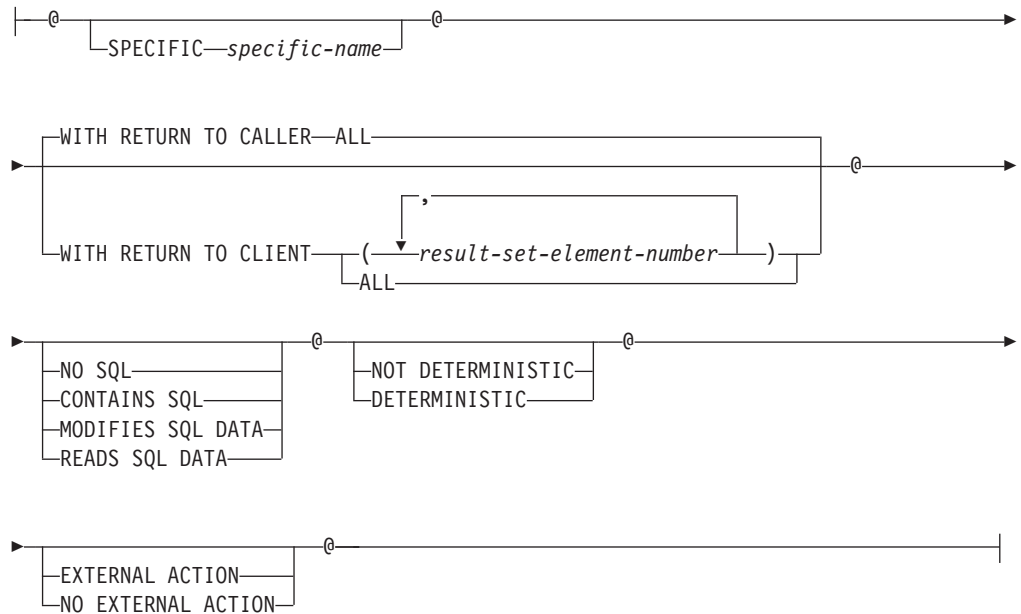 @ @
SPECIFIC specific-name
WITH RETURN TO CALLER ALL
@
,
WITH RETURN TO CLIENT ( result-set-element-number )
ALL
@ @
NO SQL NOT DETERMINISTIC
CONTAINS SQL DETERMINISTIC
MODIFIES SQL DATA
READS SQL DATA
@
EXTERNAL ACTION
NO EXTERNAL ACTION